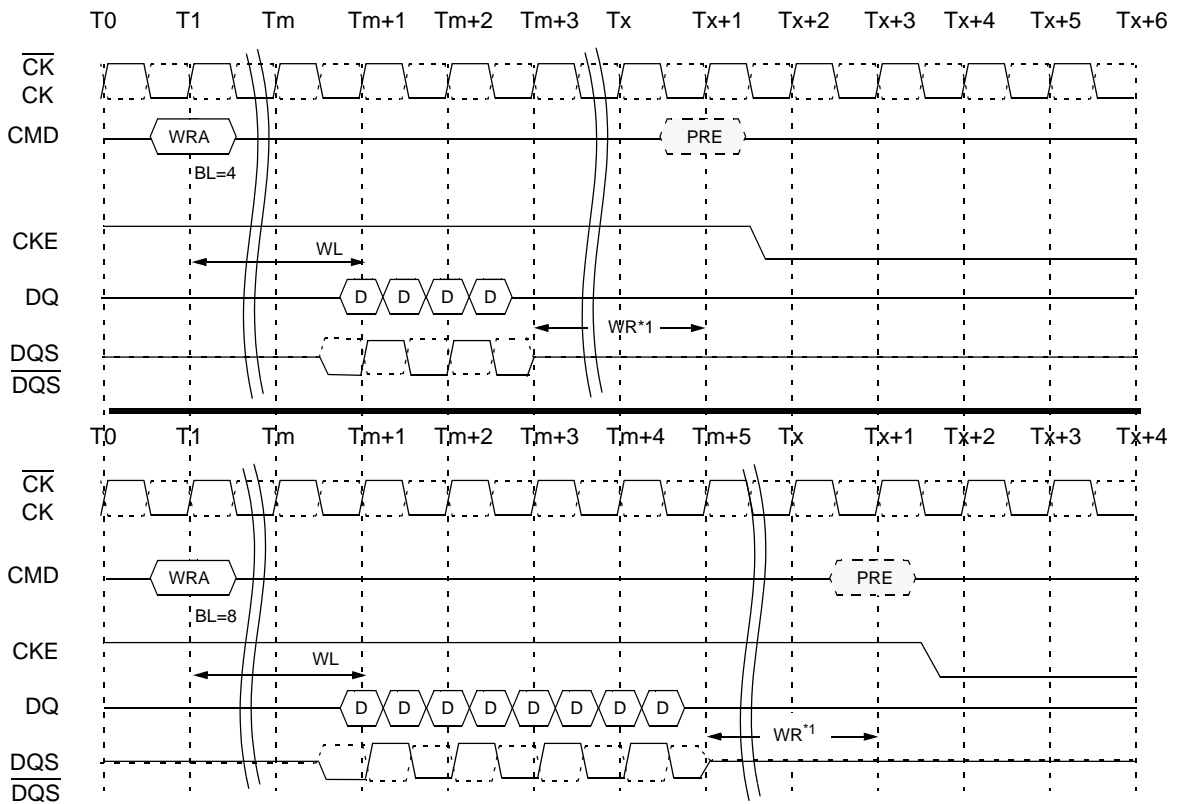 T0 T1 Tm Tm+1 Tm+2 Tm+3 Tx Tx+1 Tx+2 Tx+3 Tx+4 Tx+5 Tx+6
CK
CK
CMD WRA PRE
BL=4
CKE
WL
DQ D D D D
WR*1
DQS
DQS
T0 T1 Tm Tm+1 Tm+2 Tm+3 Tm+4 Tm+5 Tx Tx+1 Tx+2 Tx+3 Tx+4
CK
CK
CMD WRA PRE
BL=8
CKE
WL
DQ D D D D D D D D
WR*1
DQS
DQS